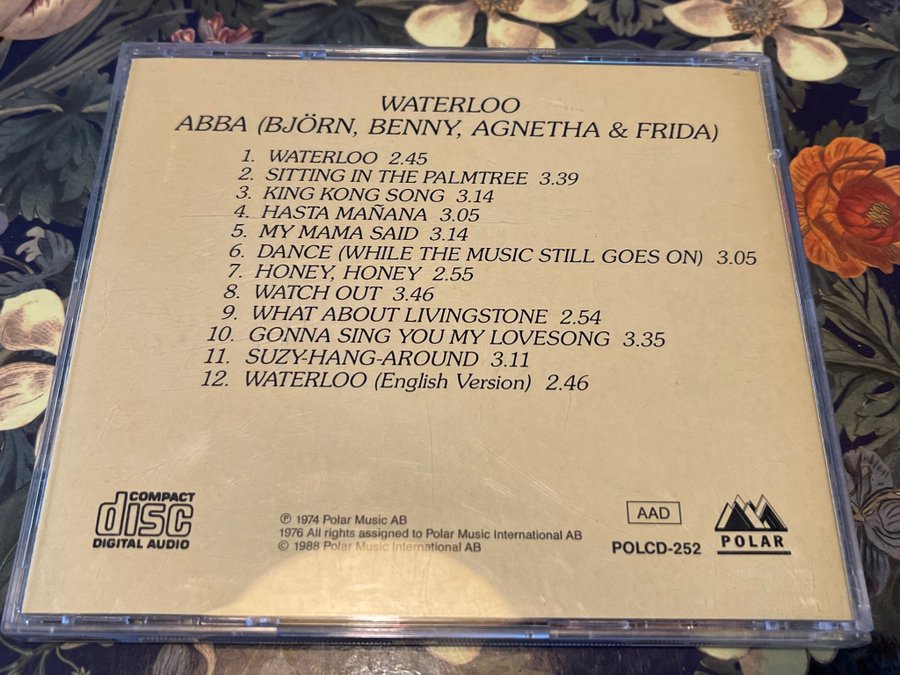 WATERLOO
ABBA (BJÖRN, BENNY, AGNETHA & FRIDA)
1. WATERLOO 2.45
2. SITTING IN THE PALMTREE 3.39
3. KING KONG SONG 3.14
4. HASTA MAÑANA 3.05
5. MY MAMA SAID 3.14
6. DANCE (WHILE THE MUSIC STILL GOES ON) 3.05
7. HONEY, HONEY 2.55
8. WATCH OUT 3.46
9. WHAT ABOUT LIVINGSTONE 2.54
10. GONNA SING YOU MY LOVESONG 3.35
11. SUZY-HANG-AROUND 3.11
12. WATERLOO (English Version) 2.46
COMPACT
disc
DIGITAL AUDIO
℗ 1974 Polar Music AB
1976 All rights assigned to Polar Music International AB
© 1988 Polar Music International AB
AAD
POLCD-252
POLAR